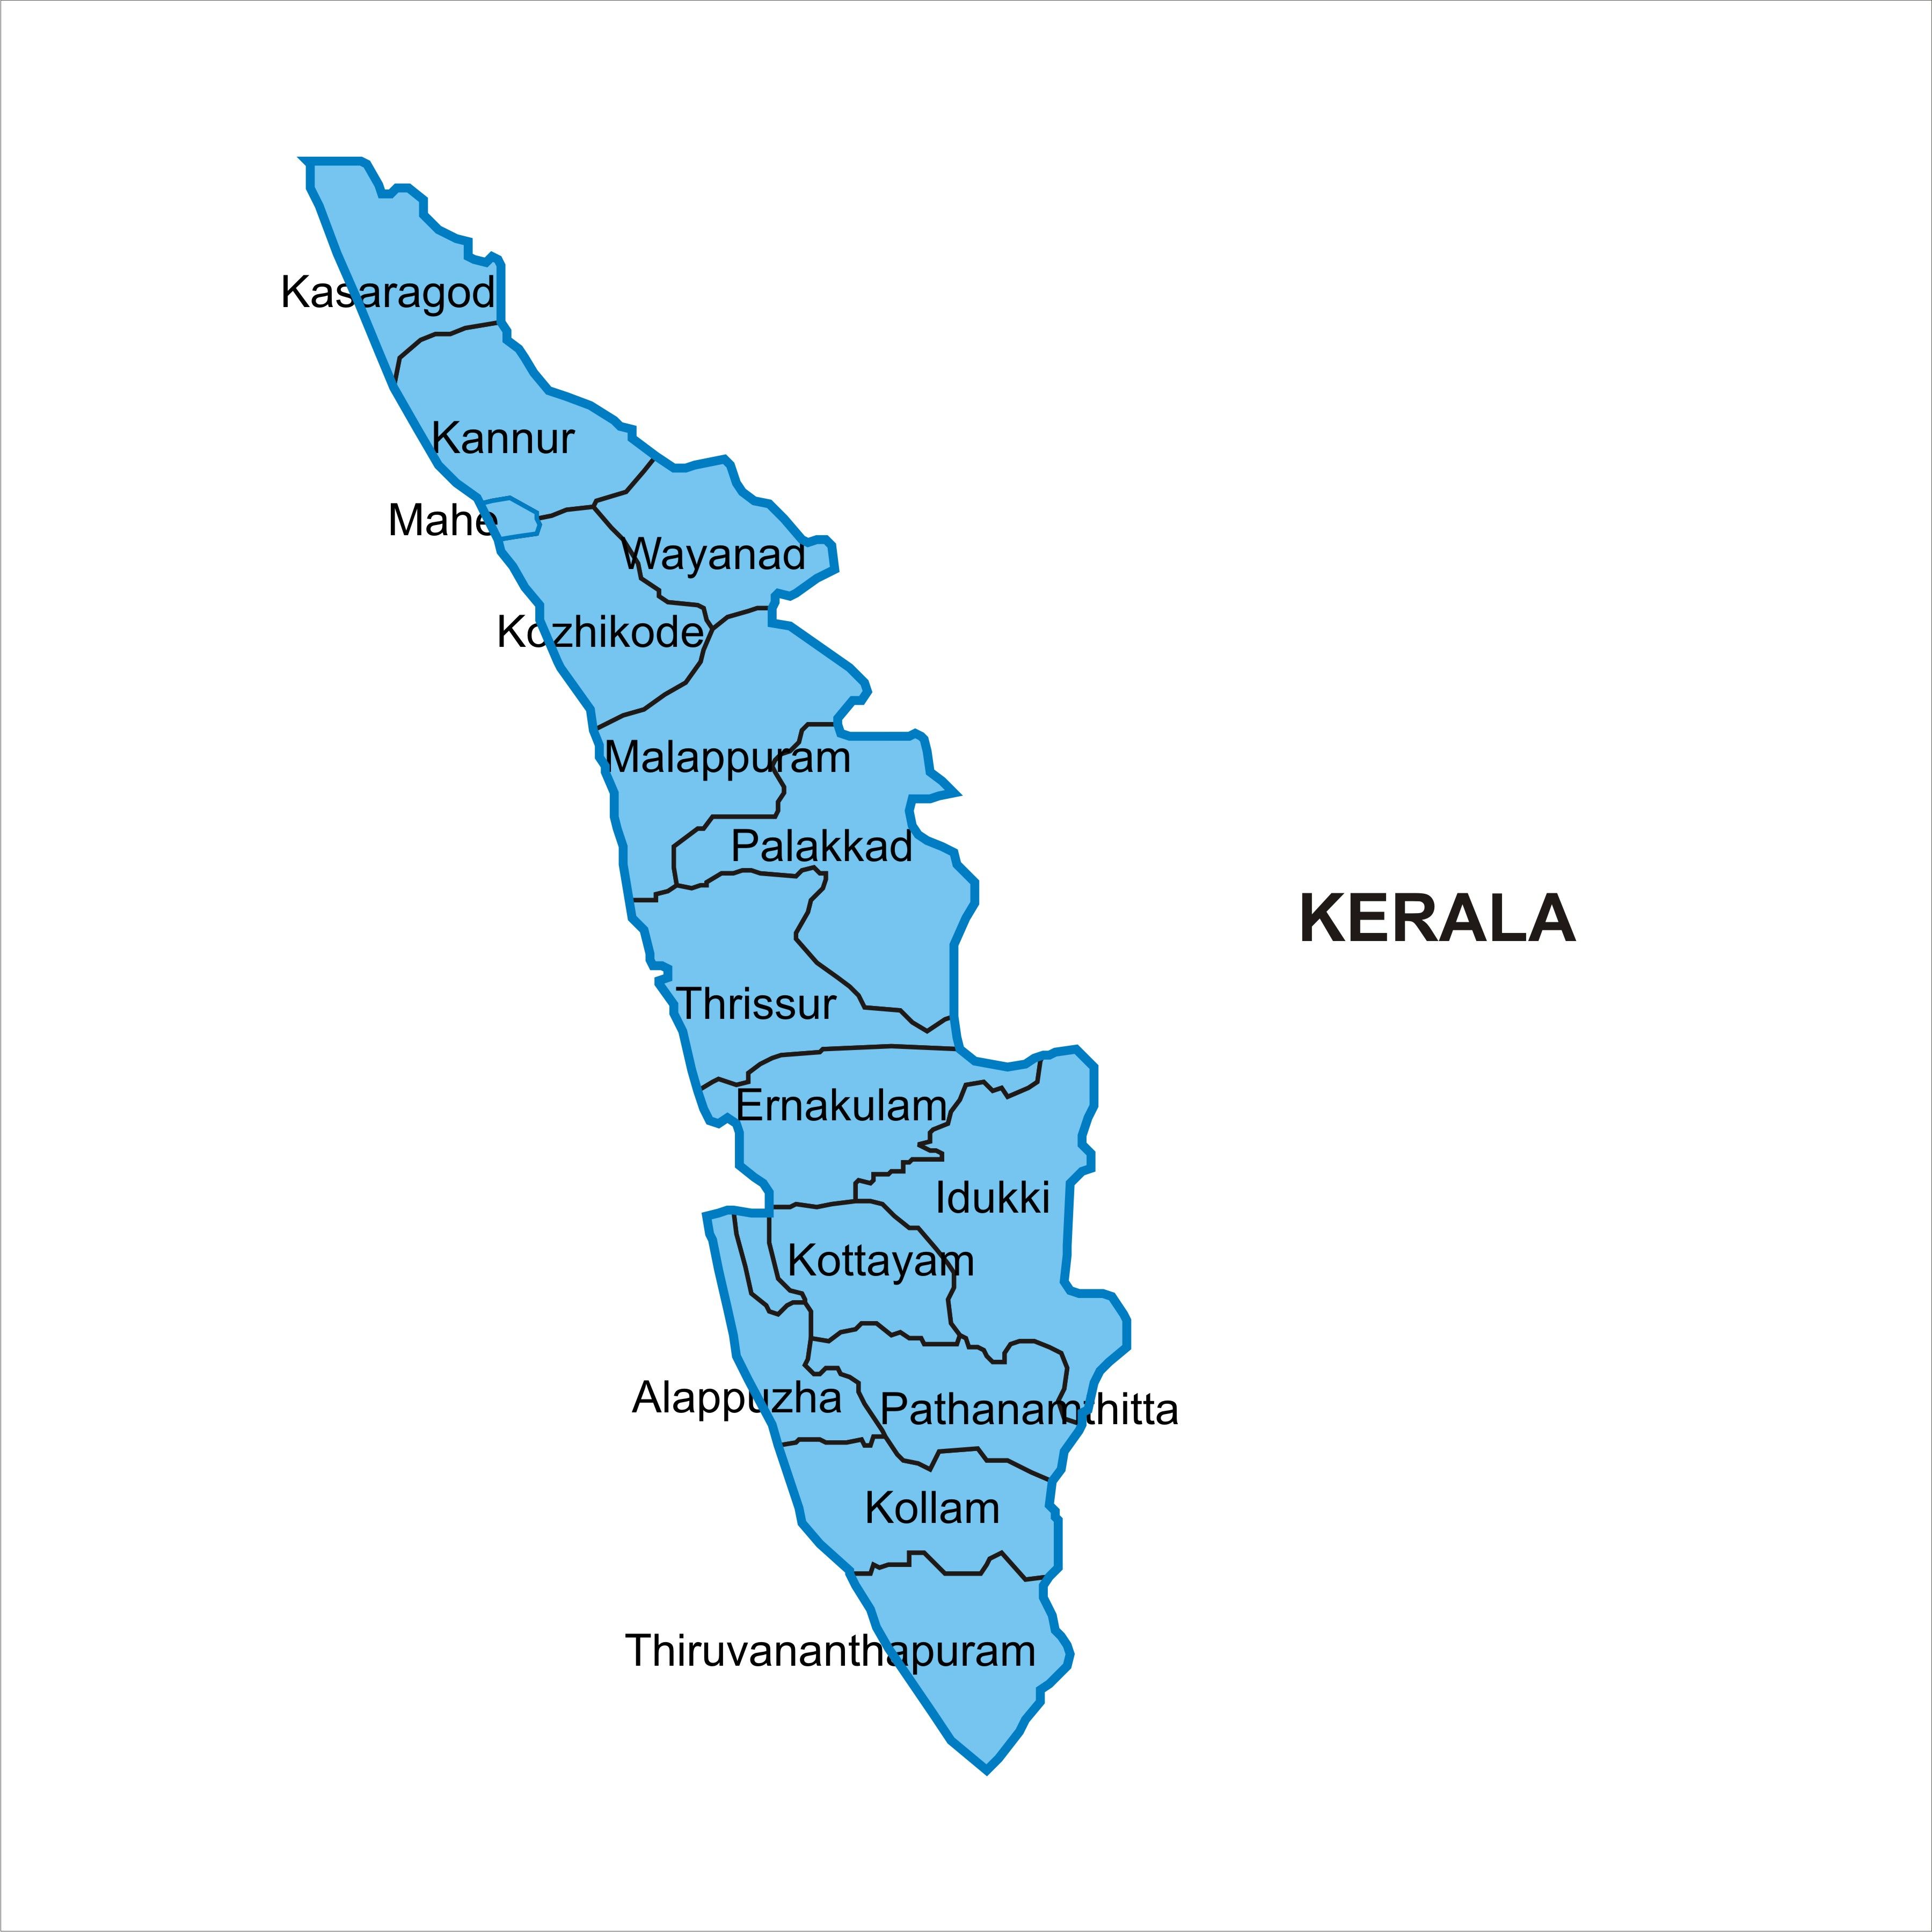 Kasaragod
Kannur
Mahe
Wayanad
Kozhikode
Malappuram
Palakkad
KERALA
Thrissur
Ernakulam
Idukki
Kottayam
Alappuzha
Pathanamthitta
Kollam
Thiruvananthapuram